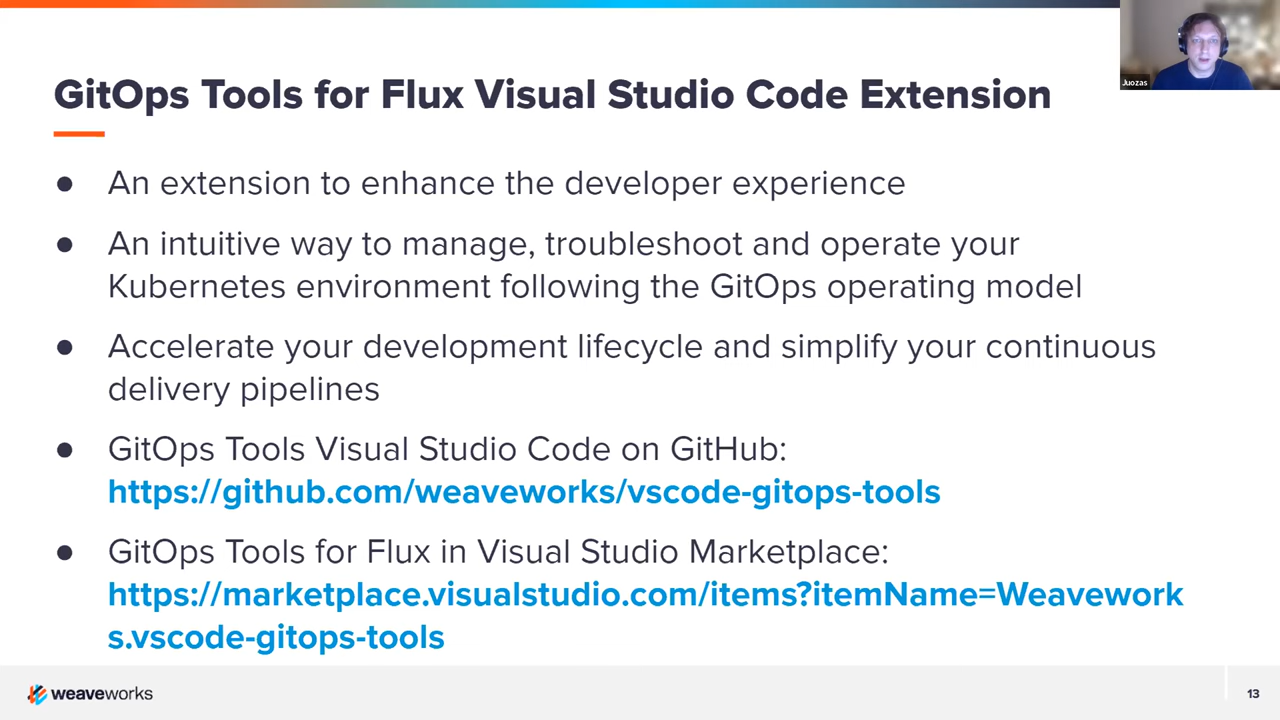 GitOps Tools for Flux Visual Studio Code Extension
Juozas
● An extension to enhance the developer experience
● An intuitive way to manage, troubleshoot and operate your
Kubernetes environment following the GitOps operating model
● Accelerate your development lifecycle and simplify your continuous
delivery pipelines
● GitOps Tools Visual Studio Code on GitHub:
https://github.com/weaveworks/vscode-gitops-tools
● GitOps Tools for Flux in Visual Studio Marketplace:
https://marketplace.visualstudio.com/items?itemName=Weavework
s.vscode-gitops-tools
weaveworks
13